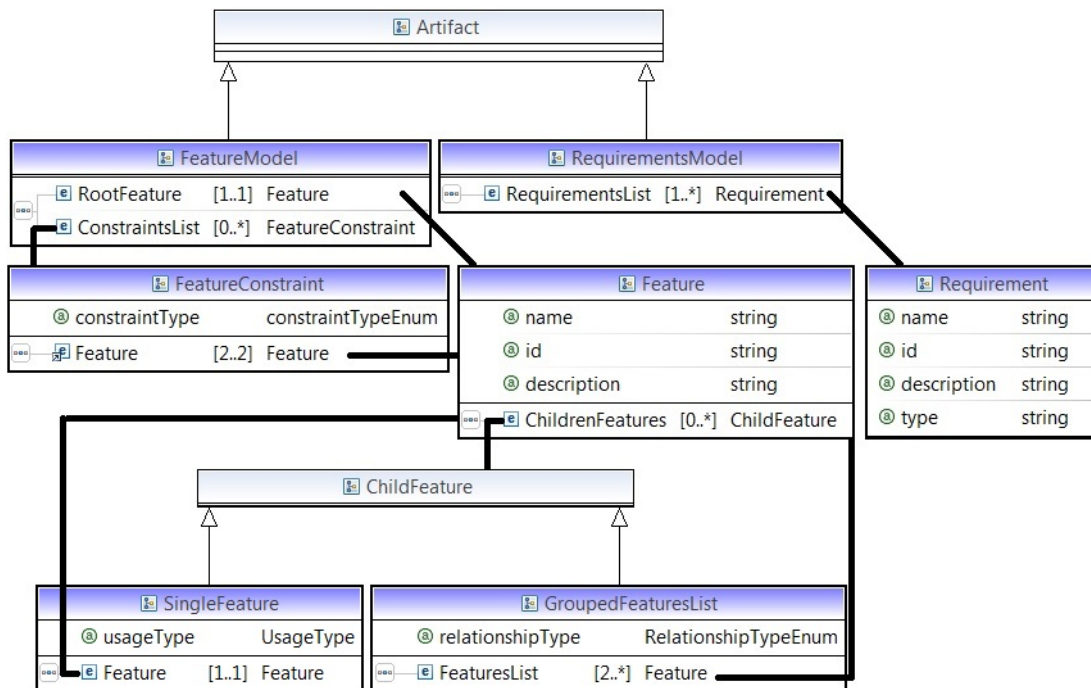 Artifact
FeatureModel
RootFeature [1..1] Feature
ConstraintsList [0..*] FeatureConstraint
RequirementsModel
RequirementsList [1..*] Requirement
FeatureConstraint
constraintType constraintTypeEnum
Feature [2..2] Feature
Feature
name string
id string
description string
ChildrenFeatures [0..*] ChildFeature
Requirement
name string
id string
description string
type string
ChildFeature
SingleFeature
usageType UsageType
Feature [1..1] Feature
GroupedFeaturesList
relationshipType RelationshipTypeEnum
FeaturesList [2..*] Feature